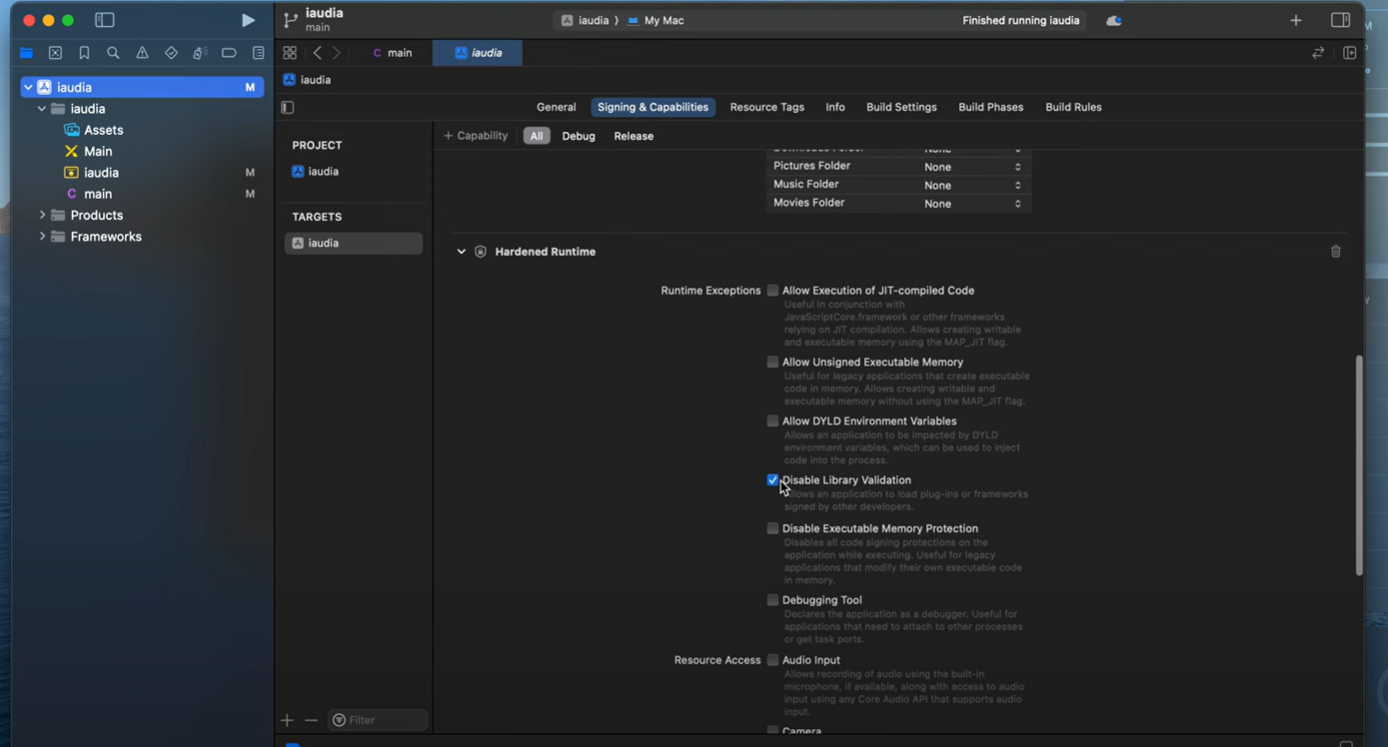 iaudia
main
iaudia
My Mac
Finished running iaudia
main
iaudia
iaudia
M
iaudia
iaudia
Assets
Main
iaudia
M
main
M
Products
Frameworks
General
Signing & Capabilities
Resource Tags
Info
Build Settings
Build Phases
Build Rules
+ Capability
All
Debug
Release
PROJECT
iaudia
TARGETS
iaudia
Filter
Pictures Folder
None
Music Folder
None
Movies Folder
None
Hardened Runtime
Runtime Exceptions
Allow Execution of JIT-compiled Code
Useful in conjunction with
JavaScriptCore.framework or other frameworks
relying on JIT compilation. Allows creating writable
and executable memory using the MAP_JIT flag.
Allow Unsigned Executable Memory
Useful for legacy applications that create executable
code in memory. Allows creating writable and
executable memory without using the MAP_JIT flag.
Allow DYLD Environment Variables
Allows an application to be impacted by DYLD
environment variables, which can be used to inject
code into the process.
Disable Library Validation
Allows an application to load plug-ins or frameworks
signed by other developers.
Disable Executable Memory Protection
Disables all code signing protections on the
application while executing. Useful for legacy
applications that modify their own executable code
in memory.
Debugging Tool
Declares the application as a debugger. Useful for
applications that need to attach to other processes
or get task ports.
Resource Access
Audio Input
Allows recording of audio using the built-in
microphone, if available, along with access to audio
input using any Core Audio API that supports audio
input.
Camera